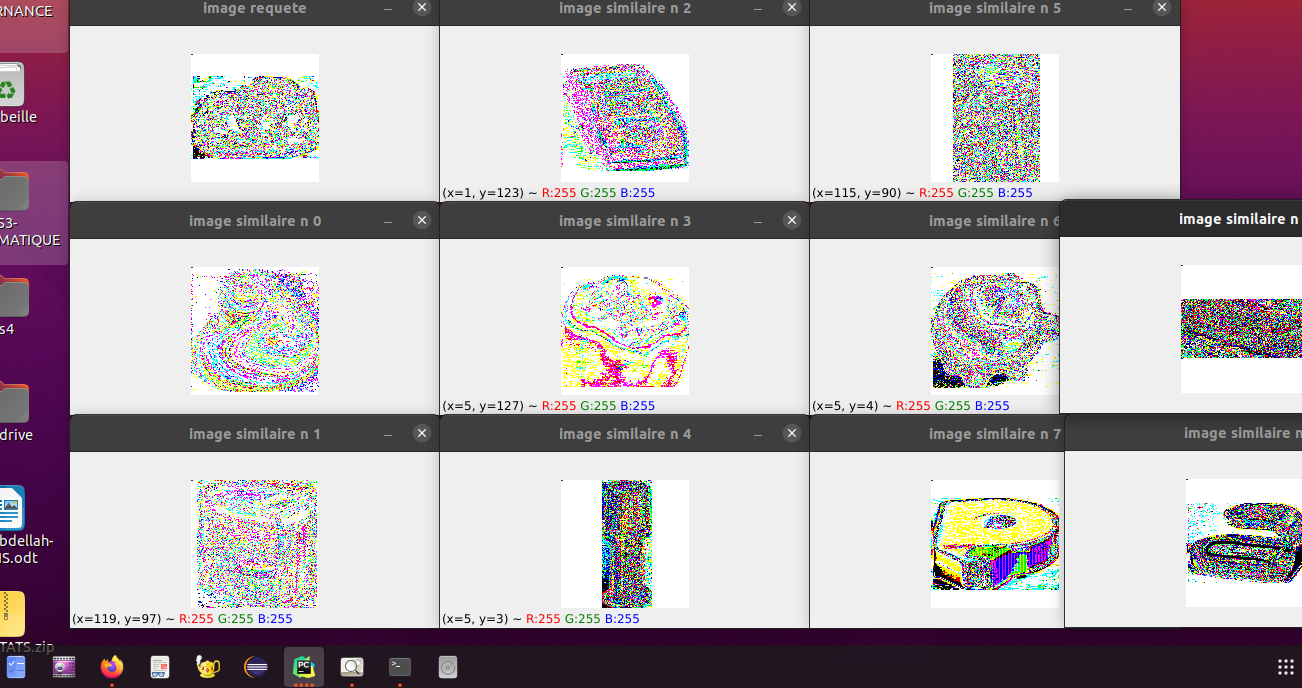 RNANCE
beille
S3-
MATIQUE
s4
drive
bdellah-
IS.odt
TATS.zip
image requete
image similaire n 2
(x=1, y=123) ~ R:255 G:255 B:255
image similaire n 5
(x=115, y=90) ~ R:255 G:255 B:255
image similaire n 0
image similaire n 3
(x=5, y=127) ~ R:255 G:255 B:255
image similaire n 6
(x=5, y=4) ~ R:255 G:255 B:255
image similaire n
image similaire n 1
(x=119, y=97) ~ R:255 G:255 B:255
image similaire n 4
(x=5, y=3) ~ R:255 G:255 B:255
image similaire n 7
image similaire n
PC